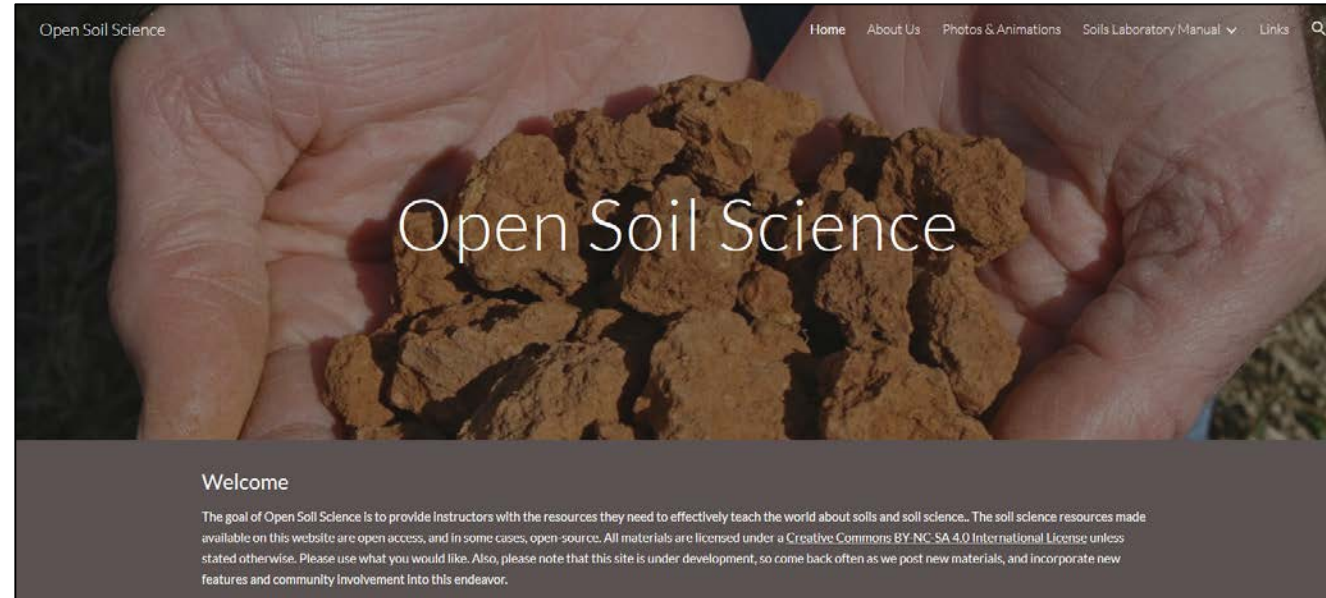 Open Soil Science
Home About Us Photos & Animations Soils Laboratory Manual Links
Open Soil Science
Welcome
The goal of Open Soil Science is to provide instructors with the resources they need to effectively teach the world about soils and soil science.. The soil science resources made
available on this website are open access, and in some cases, open-source. All materials are licensed under a Creative Commons BY-NC-SA 4.0 International License unless
stated otherwise. Please use what you would like. Also, please note that this site is under development, so come back often as we post new materials, and incorporate new
features and community involvement into this endeavor.